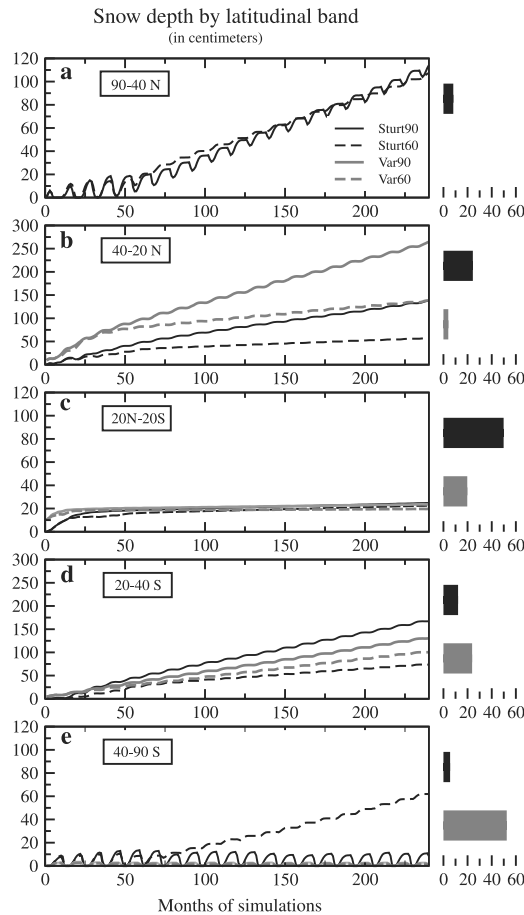 Snow depth by latitudinal band
(in centimeters)
120
100
80
60
40
20
0
a
90-40 N
Sturt90
Sturt60
Var90
Var60
0 50 100 150 200
0 20 40 60
300
250
200
150
100
50
0
b
40-20 N
0 50 100 150 200
0 20 40 60
120
100
80
60
40
20
0
c
20N-20S
0 50 100 150 200
0 20 40 60
300
250
200
150
100
50
0
d
20-40 S
0 50 100 150 200
0 20 40 60
120
100
80
60
40
20
0
e
40-90 S
0 50 100 150 200
0 20 40 60
Months of simulations